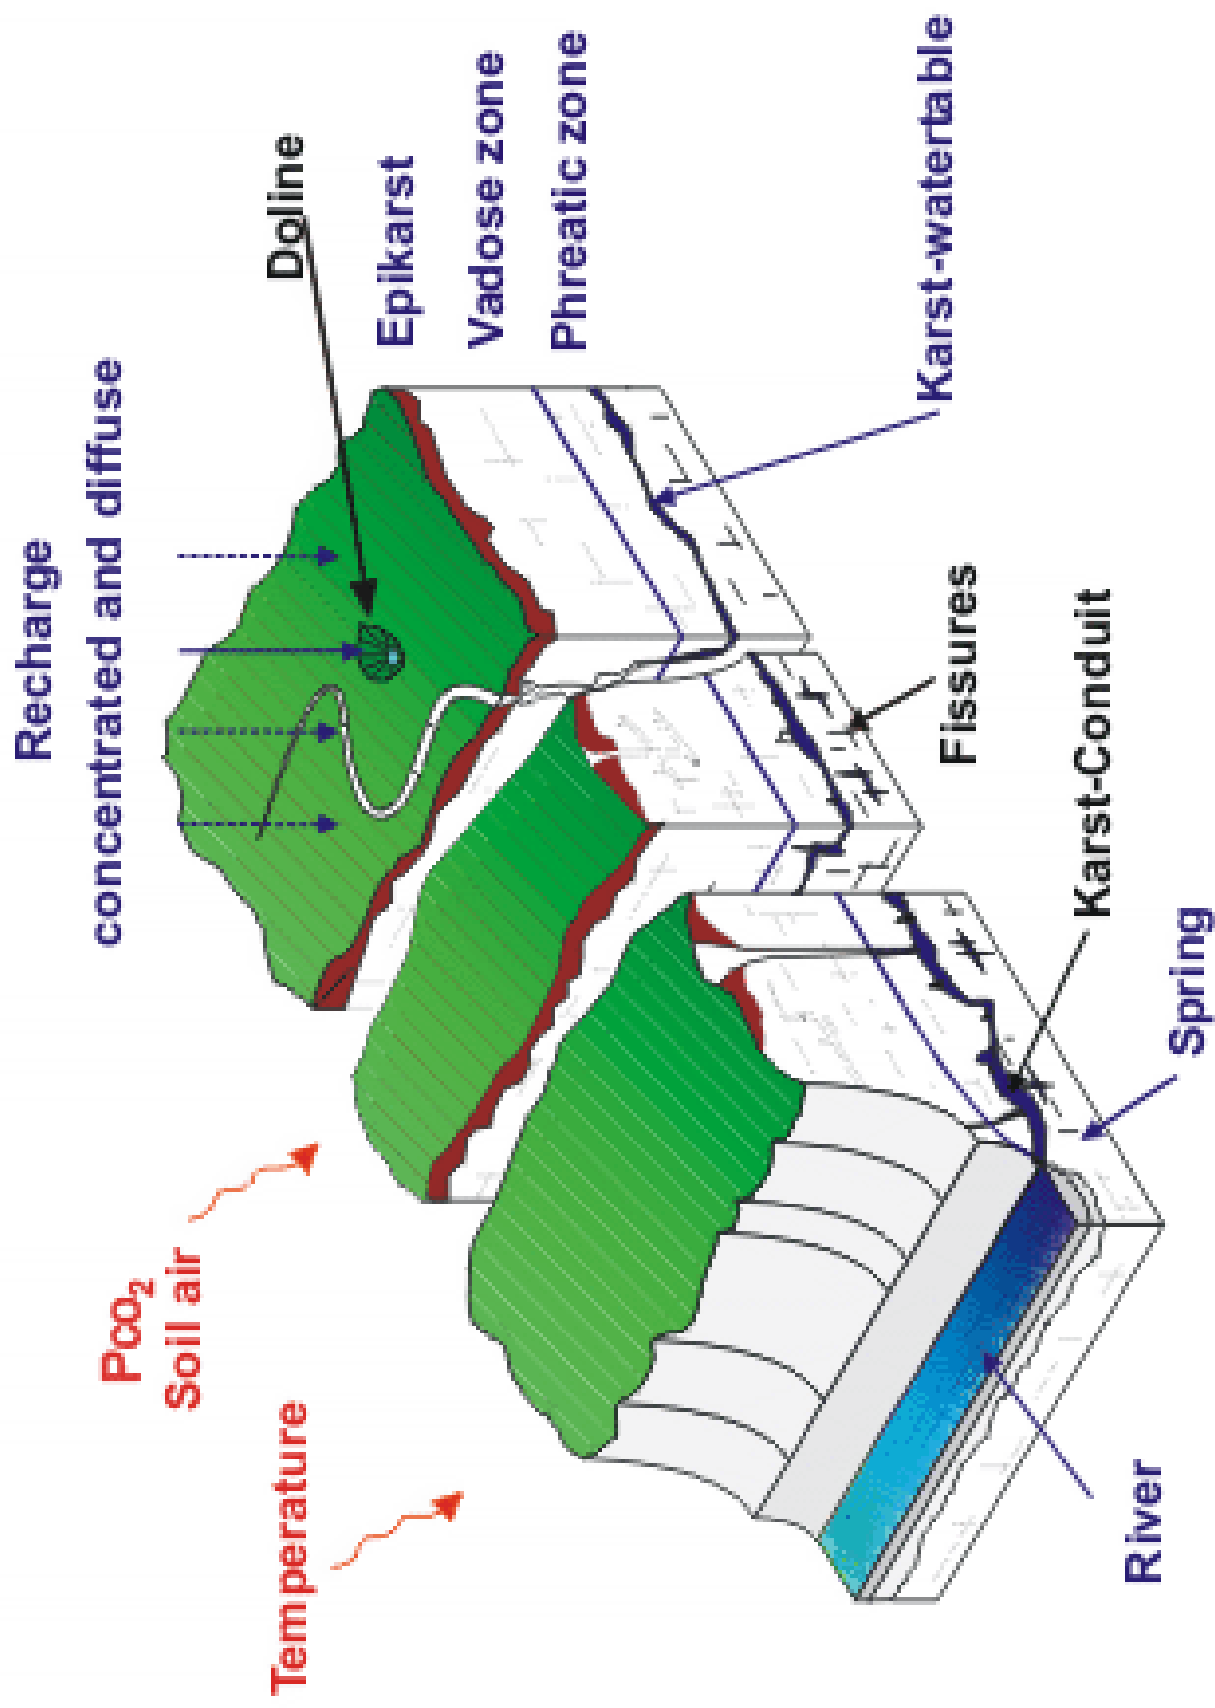 Recharge
concentrated and diffuse
Doline
Epikarst
Vadose zone
Phreatic zone
Karst-watertable
Fissures
Karst-Conduit
Spring
River
PCO₂
Soil air
Temperature